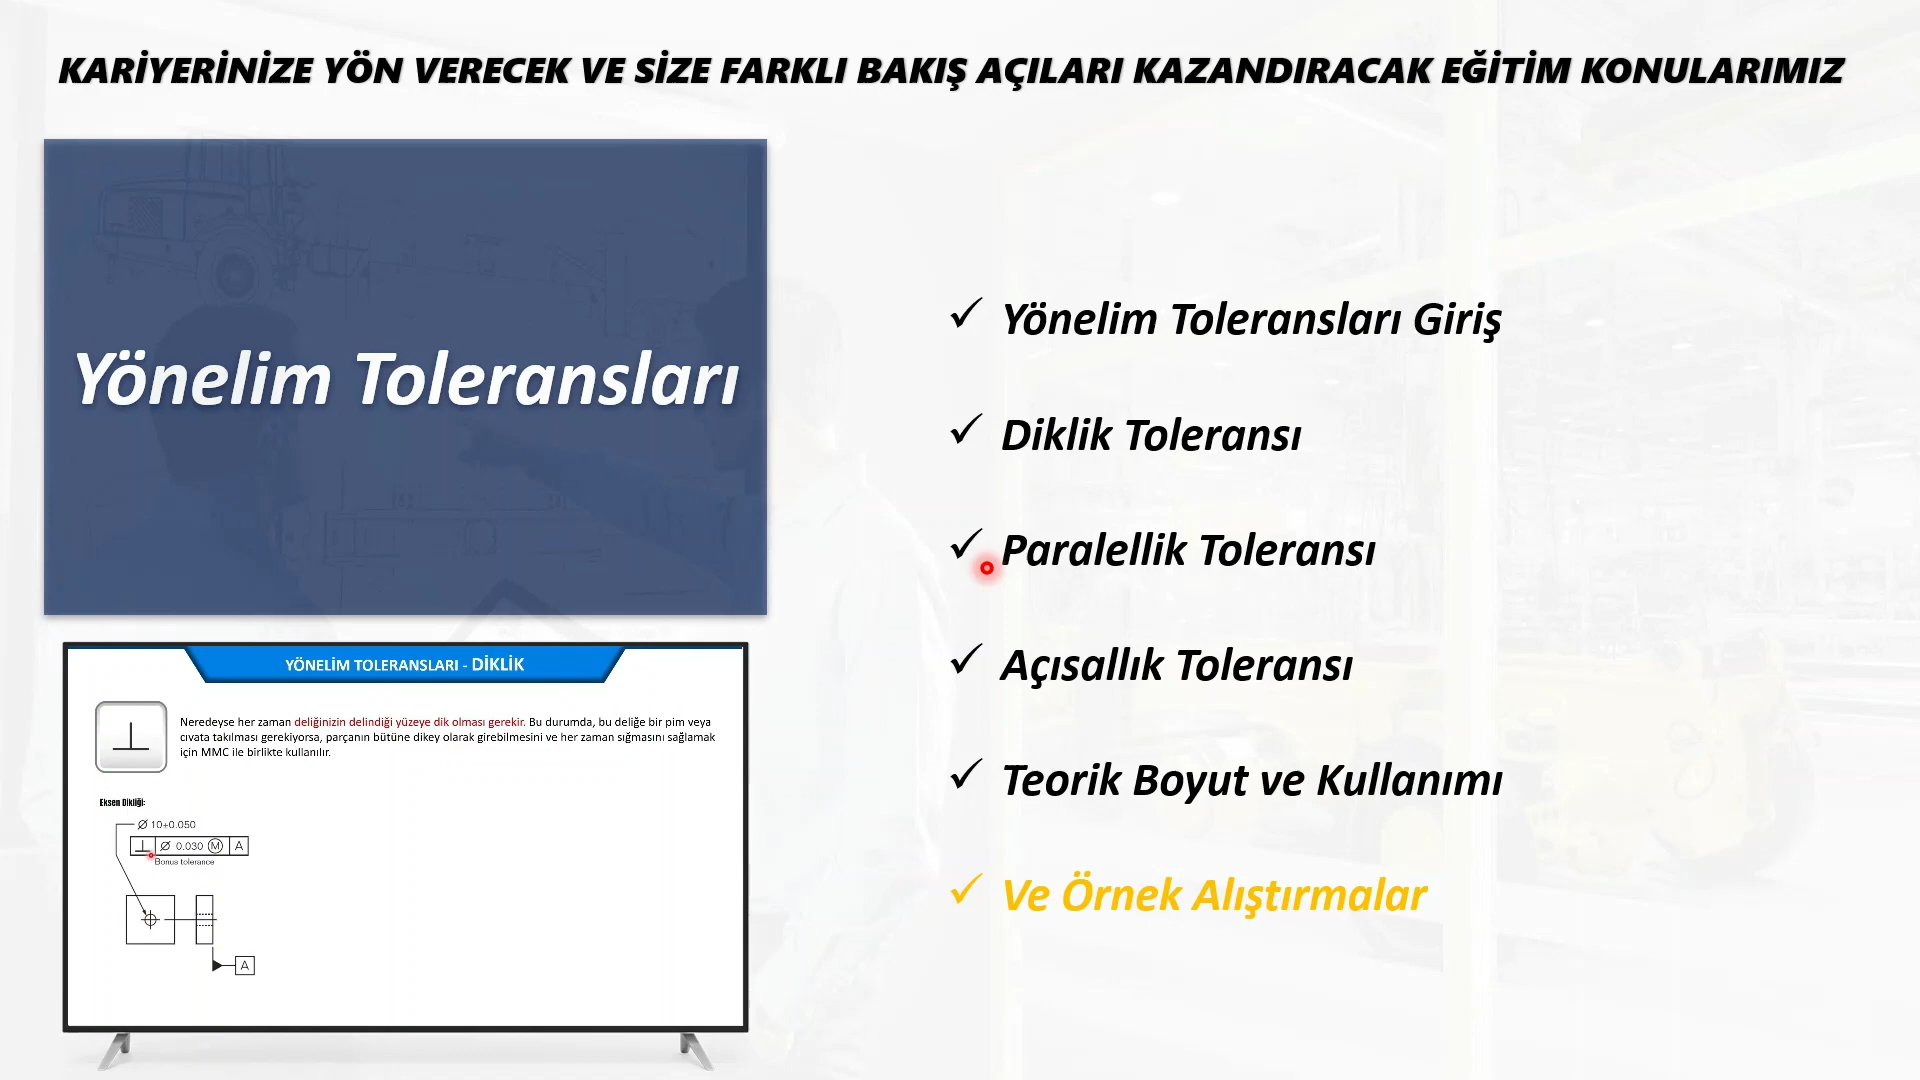 KARİYERİNİZE YÖN VERECEK VE SİZE FARKLI BAKIŞ AÇILARI KAZANDIRACAK EĞİTİM KONULARIMIZ
Yönelim Toleransları
✓ Yönelim Toleransları Giriş
✓ Diklik Toleransı
✓ Paralellik Toleransı
✓ Açısallık Toleransı
✓ Teorik Boyut ve Kullanımı
✓ Ve Örnek Alıştırmalar
YÖNELİM TOLERANSLARI - DİKLİK
Neredeyse her zaman deliğinizin delindiği yüzeye dik olması gerekir. Bu durumda, bu deliğe bir pim veya
cıvata takılması gerekiyorsa, parçanın bütüne dikey olarak girebilmesini ve her zaman sığmasını sağlamak
için MMC ile birlikte kullanılır.
Eksen Dikliği:
⌀ 10±0.050
⊥ ⌀ 0.030 Ⓜ A
Bonus tolerance
A